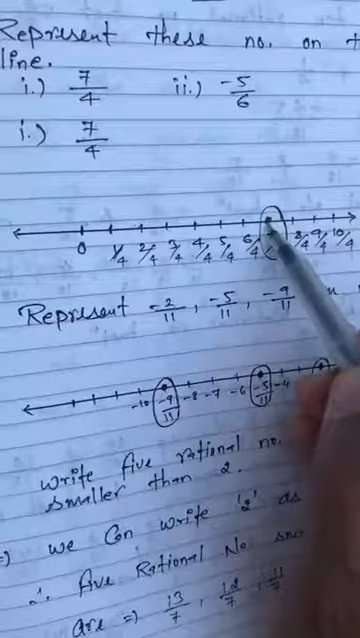 Represent these no. on
line.
i.) 7/4 ii.) -5/6
i.) 7/4
0 1/4 2/4 3/4 4/4 5/4 6/4 8/4 9/4 10/4
Represent -2/11, -5/11, -9/11
-10 -9/11 -8 -7 -6 -5/11 -4
Write five rational no.
smaller than 2.
=) we Can write '2' as
∴ five Rational No
are => 13/7, 12/7, 11/7